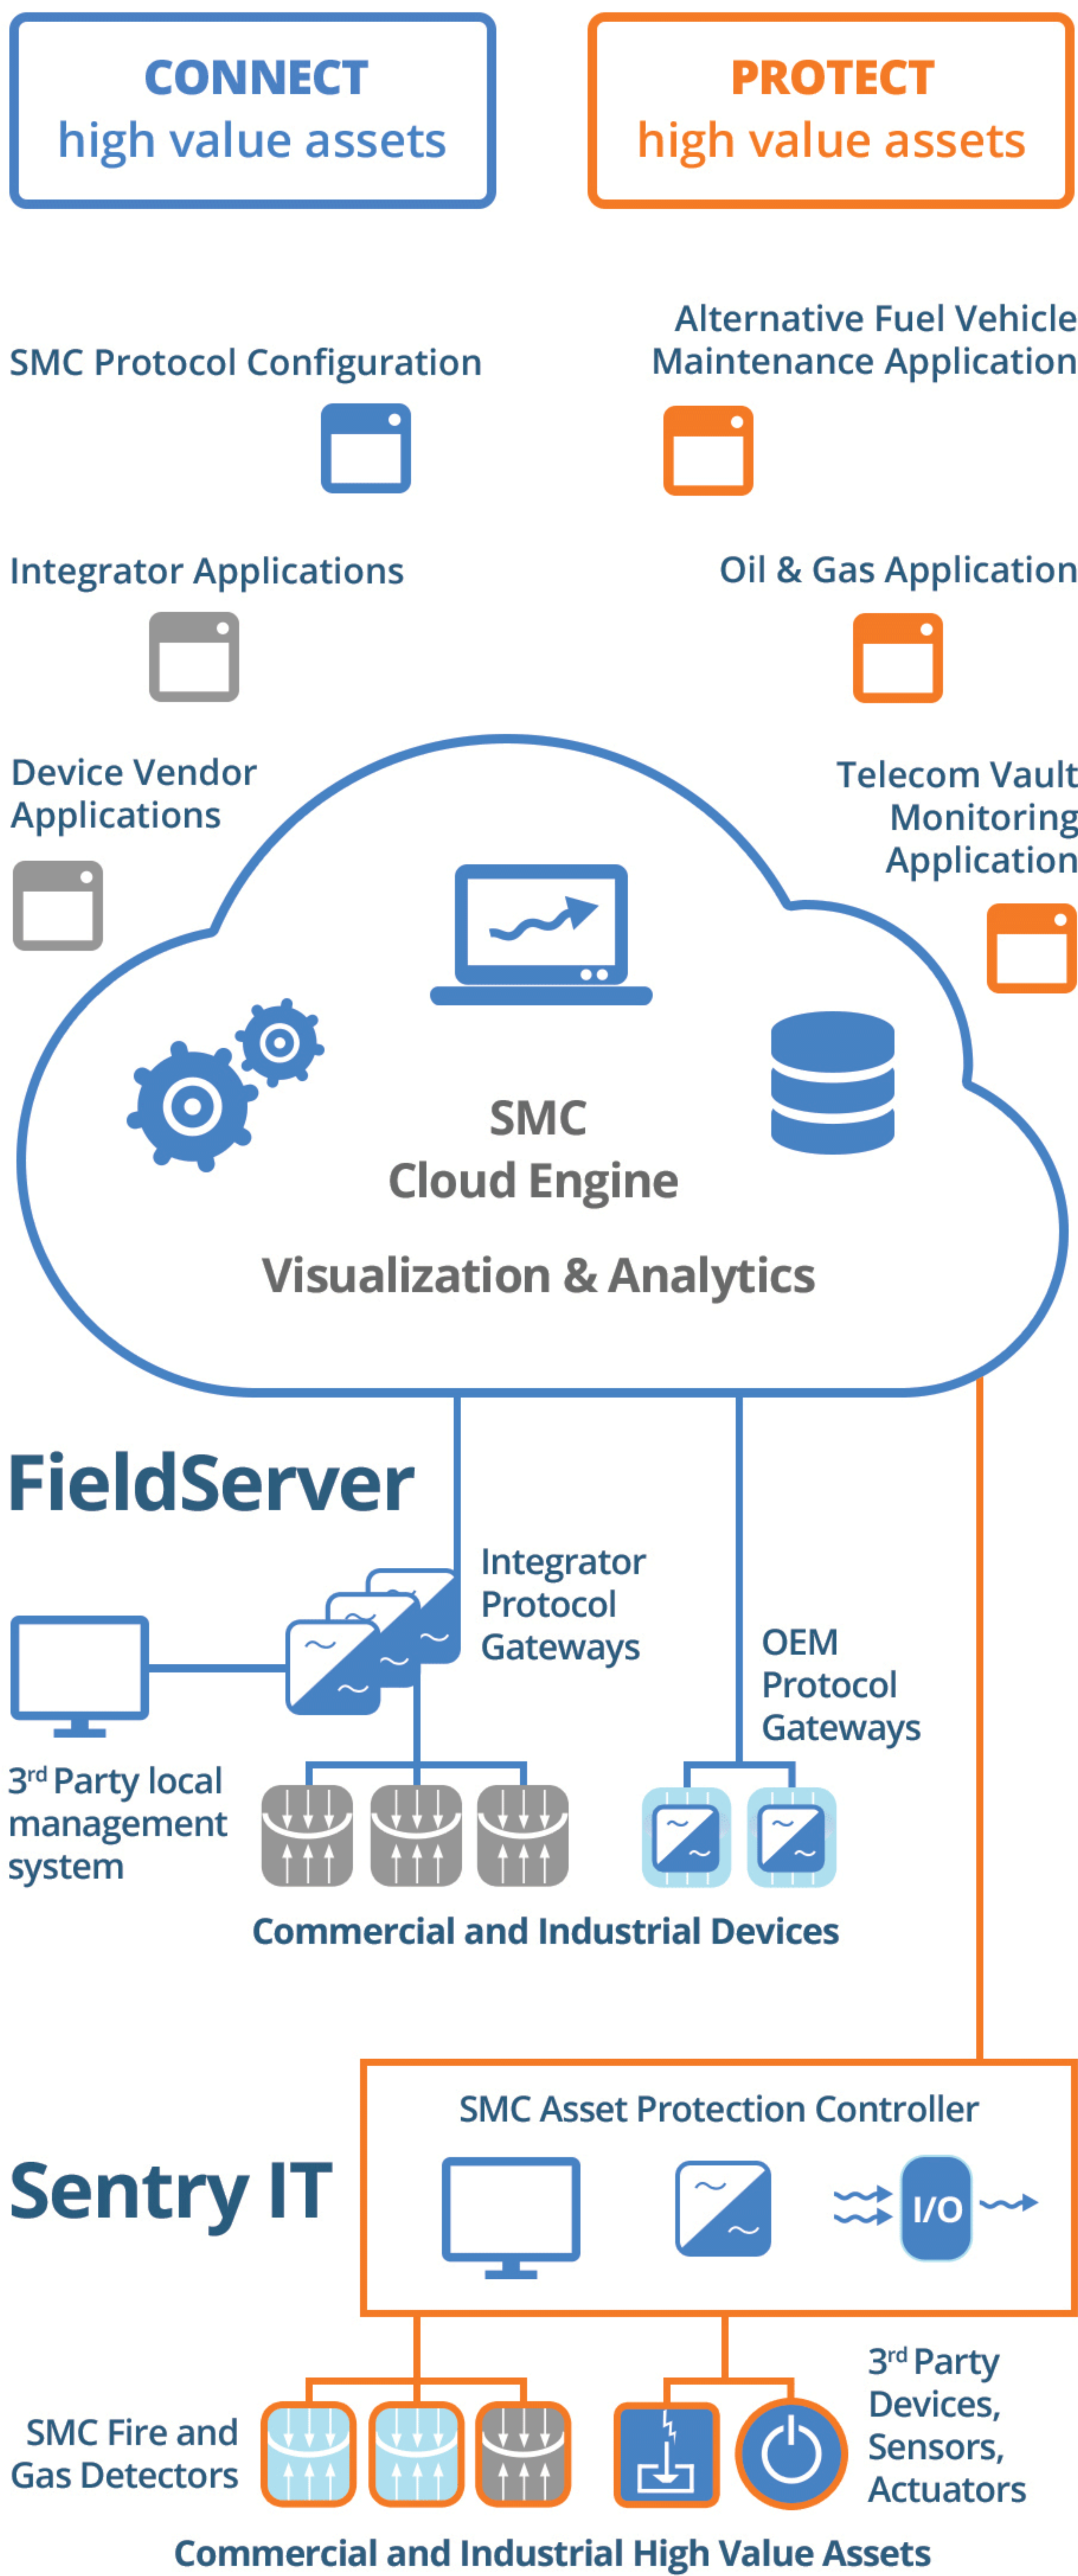 CONNECT
high value assets
PROTECT
high value assets
SMC Protocol Configuration
Alternative Fuel Vehicle
Maintenance Application
Integrator Applications
Oil & Gas Application
Device Vendor
Applications
Telecom Vault
Monitoring
Application
SMC
Cloud Engine
Visualization & Analytics
FieldServer
Integrator
Protocol
Gateways
OEM
Protocol
Gateways
3rd Party local
management
system
Commercial and Industrial Devices
SMC Asset Protection Controller
Sentry IT
I/O
SMC Fire and
Gas Detectors
3rd Party
Devices,
Sensors,
Actuators
Commercial and Industrial High Value Assets